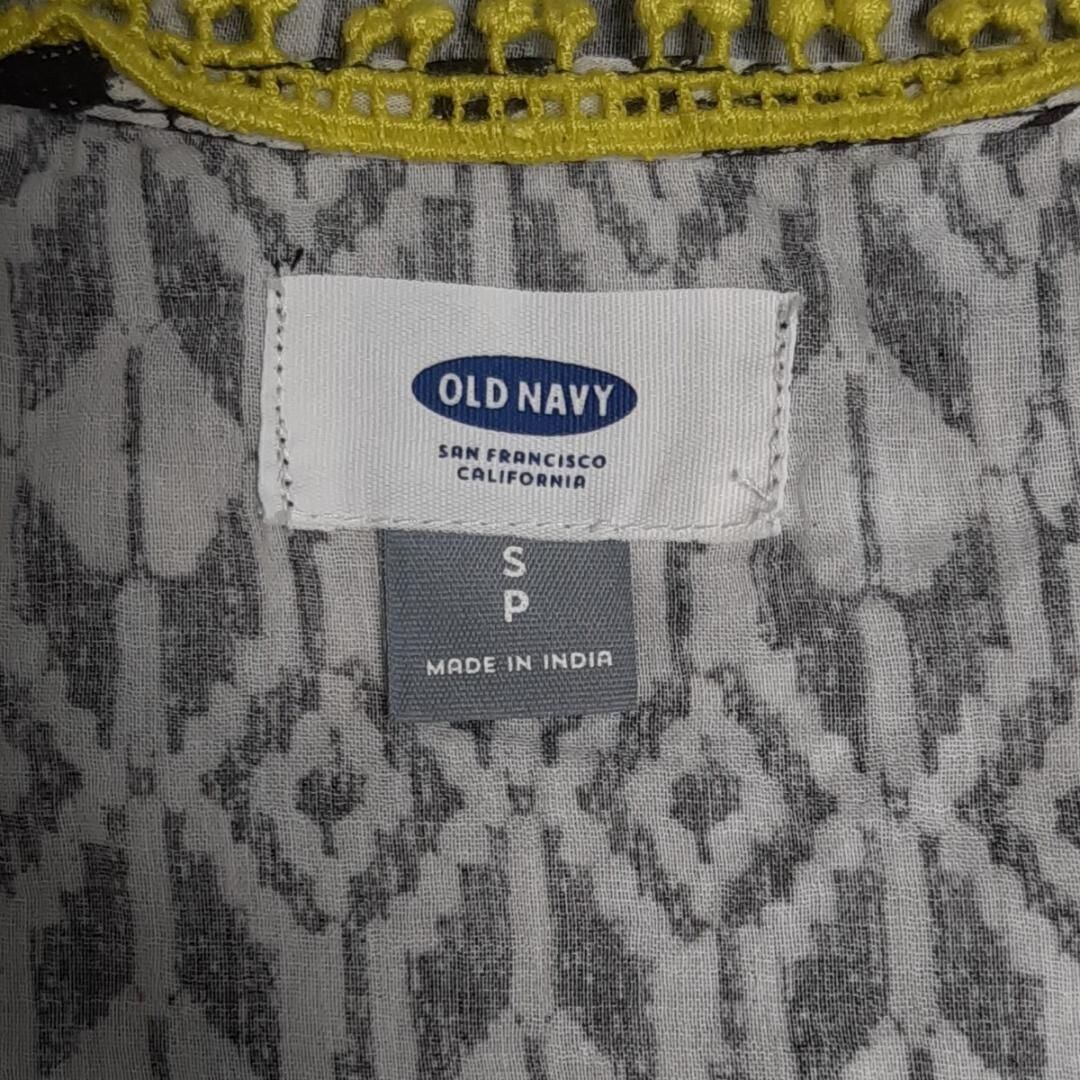 OLD NAVY
SAN FRANCISCO
CALIFORNIA
S
P
MADE IN INDIA